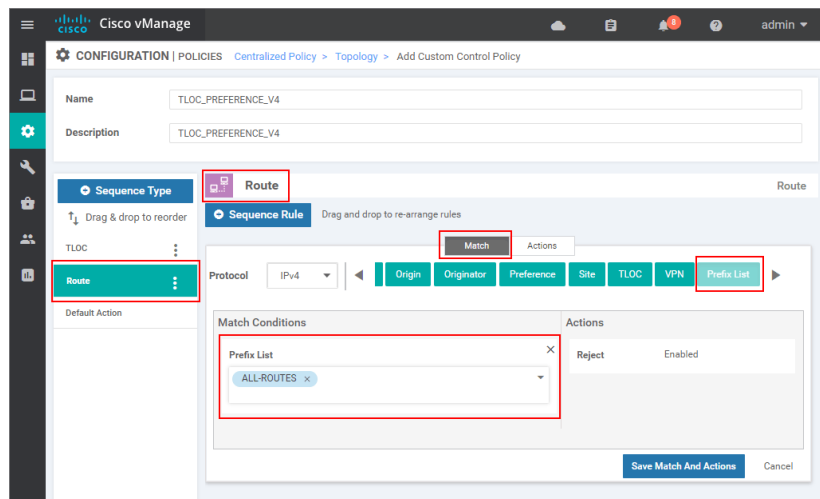 cisco Cisco vManage 8 admin
CONFIGURATION | POLICIES Centralized Policy > Topology > Add Custom Control Policy
Name TLOC_PREFERENCE_V4
Description TLOC_PREFERENCE_V4
Sequence Type
Drag & drop to reorder
TLOC
Route
Default Action
Route Route
Sequence Rule Drag and drop to re-arrange rules
Match Actions
Protocol IPv4 Origin Originator Preference Site TLOC VPN Prefix List
Match Conditions
Prefix List
ALL-ROUTES ×
Actions
Reject Enabled
Save Match And Actions Cancel